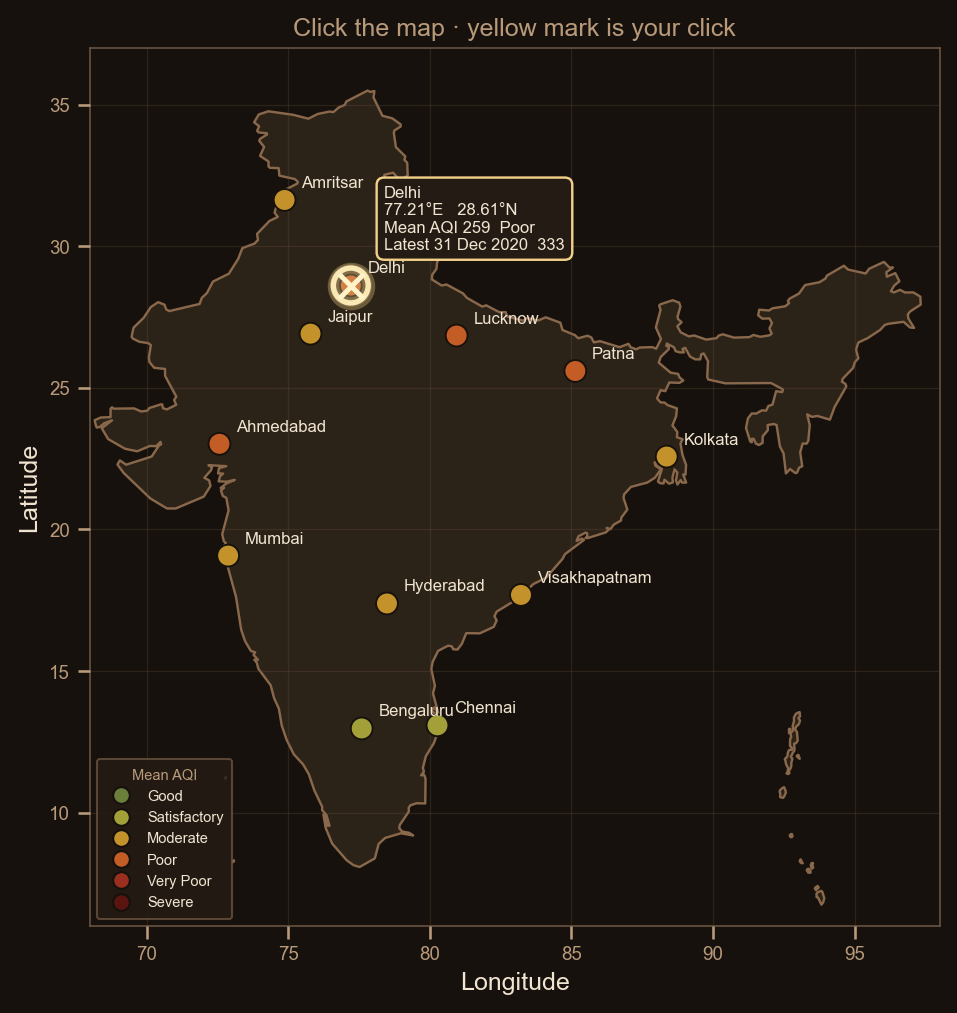 Click the map · yellow mark is your click
35
30
25
20
15
10
Latitude
Amritsar
Delhi
77.21°E 28.61°N
Mean AQI 259 Poor
Latest 31 Dec 2020 333
Delhi
Jaipur
Lucknow
Patna
Ahmedabad
Kolkata
Mumbai
Hyderabad
Visakhapatnam
Bengaluru
Chennai
Mean AQI
Good
Satisfactory
Moderate
Poor
Very Poor
Severe
70 75 80 85 90 95
Longitude